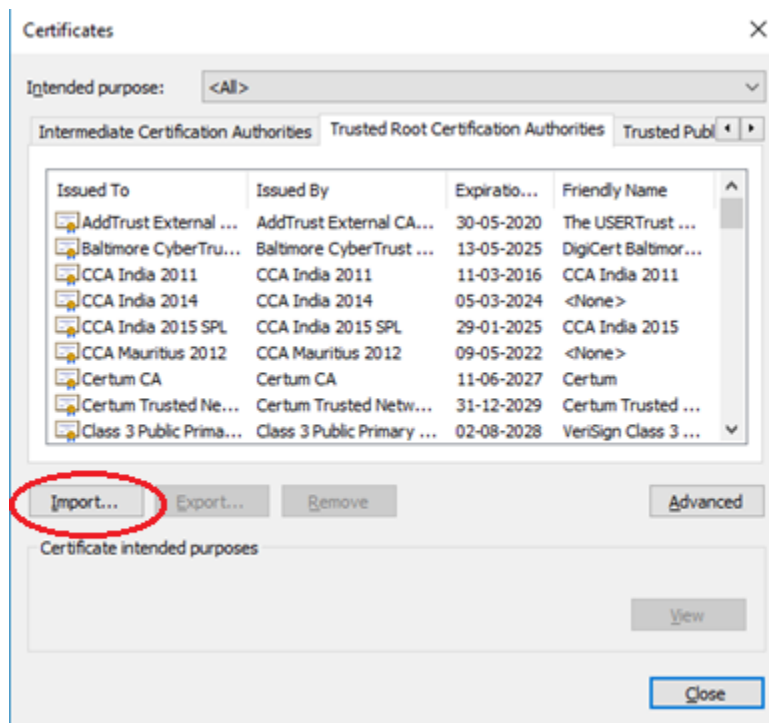 Certificates
Intended purpose: <All>
Intermediate Certification Authorities Trusted Root Certification Authorities Trusted Publ
Issued To Issued By Expiratio... Friendly Name
AddTrust External ... AddTrust External CA... 30-05-2020 The USERTrust ...
Baltimore CyberTru... Baltimore CyberTrust ... 13-05-2025 DigiCert Baltimor...
CCA India 2011 CCA India 2011 11-03-2016 CCA India 2011
CCA India 2014 CCA India 2014 05-03-2024 <None>
CCA India 2015 SPL CCA India 2015 SPL 29-01-2025 CCA India 2015
CCA Mauritius 2012 CCA Mauritius 2012 09-05-2022 <None>
Certum CA Certum CA 11-06-2027 Certum
Certum Trusted Ne... Certum Trusted Netw... 31-12-2029 Certum Trusted ...
Class 3 Public Prima... Class 3 Public Primary ... 02-08-2028 VeriSign Class 3 ...
Import... Export... Remove Advanced
Certificate intended purposes
View
Close